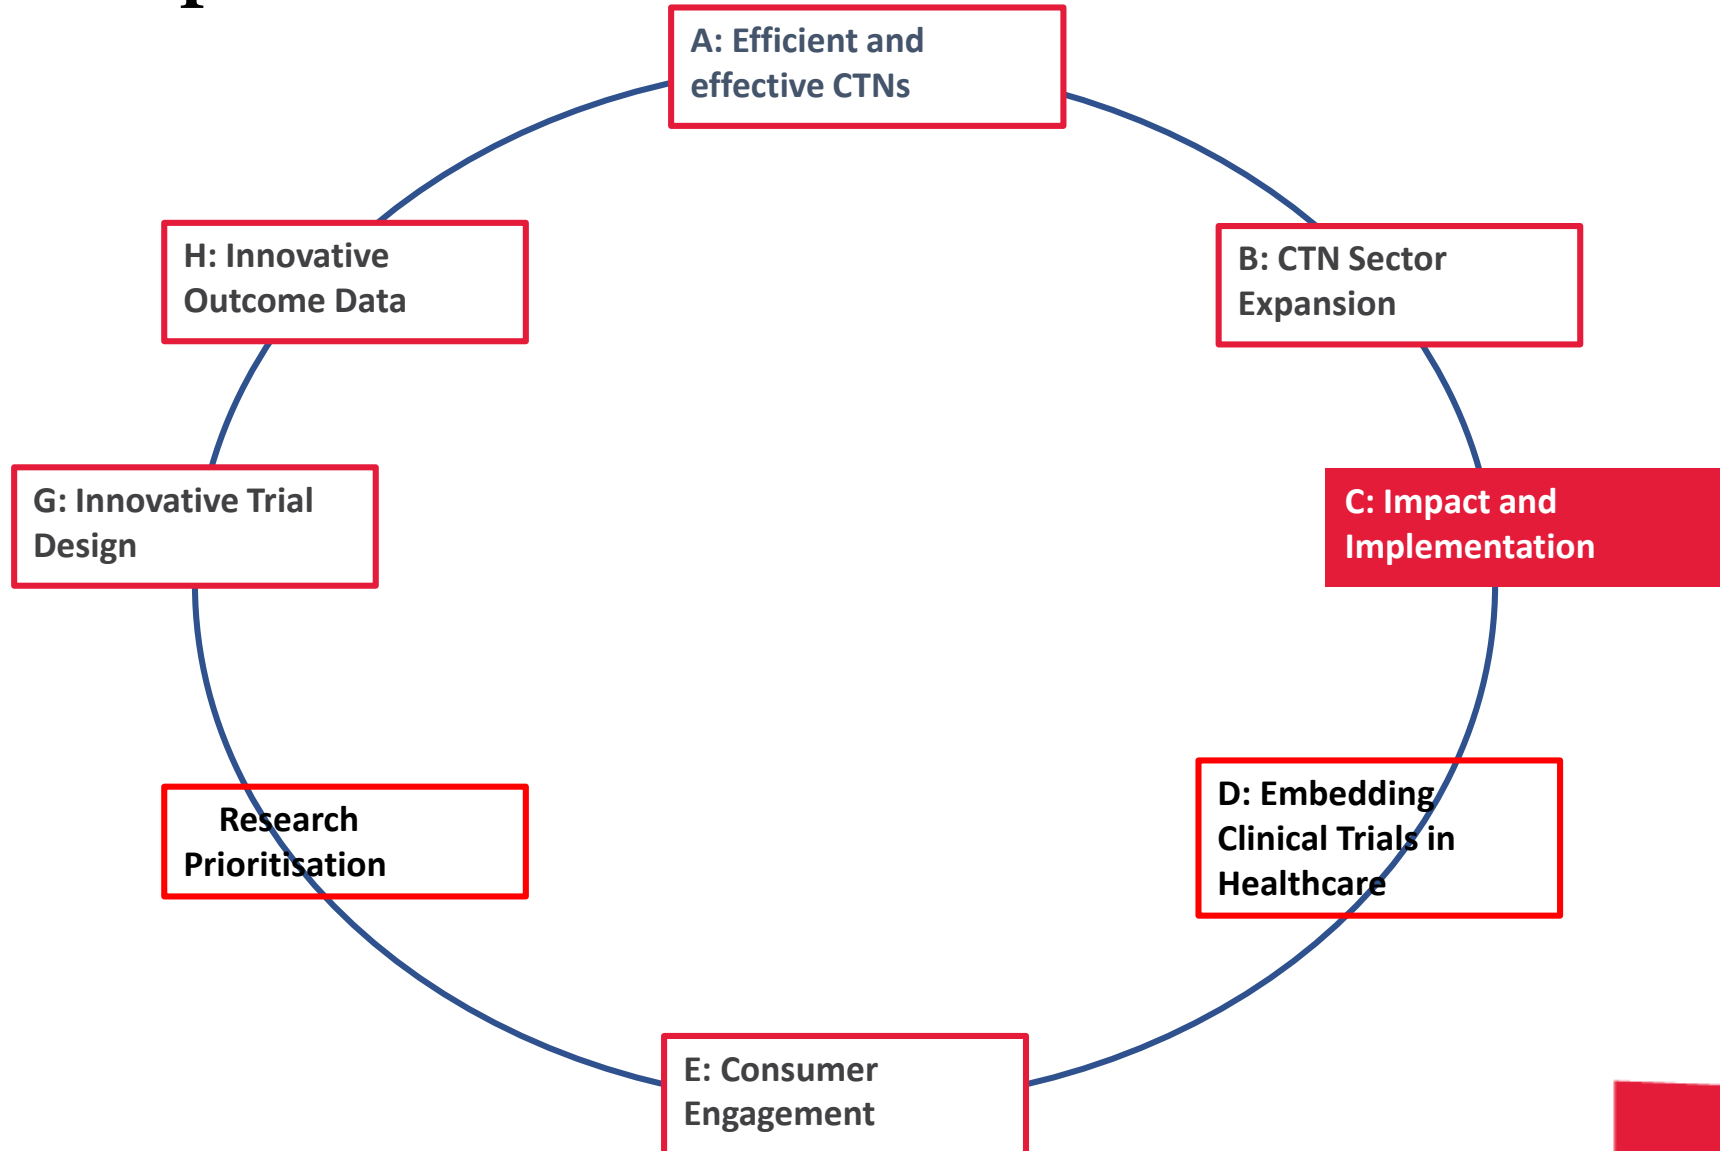 A: Efficient and
effective CTNs
H: Innovative
Outcome Data
B: CTN Sector
Expansion
G: Innovative Trial
Design
C: Impact and
Implementation
Research
Prioritisation
D: Embedding
Clinical Trials in
Healthcare
E: Consumer
Engagement